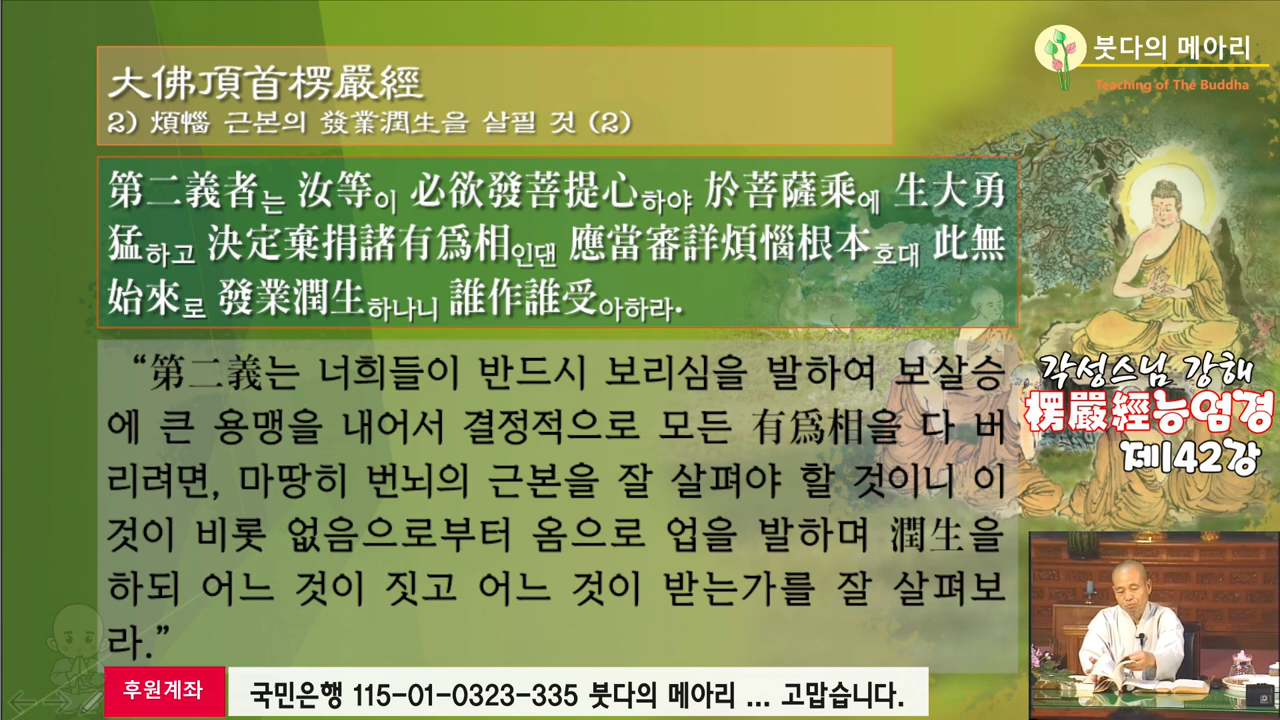 大佛頂首楞嚴經
2) 煩惱 근본의 發業潤生을 살필 것 (2)
第二義者는 汝等이 必欲發菩提心하야 於菩薩乘에 生大勇
猛하고 決定棄捐諸有爲相인댄 應當審詳煩惱根本호대 此無
始來로 發業潤生하나니 誰作誰受아하라.
“第二義는 너희들이 반드시 보리심을 발하여 보살승
에 큰 용맹을 내어서 결정적으로 모든 有爲相을 다 버
리려면, 마땅히 번뇌의 근본을 잘 살펴야 할 것이니 이
것이 비롯 없음으로부터 옴으로 업을 발하며 潤生을
하되 어느 것이 짓고 어느 것이 받는가를 잘 살펴보
라.”
붓다의 메아리
Teaching of The Buddha
각성스님 강해
楞嚴經능엄경
제142강
후원계좌
국민은행 115-01-0323-335 붓다의 메아리 ... 고맙습니다.